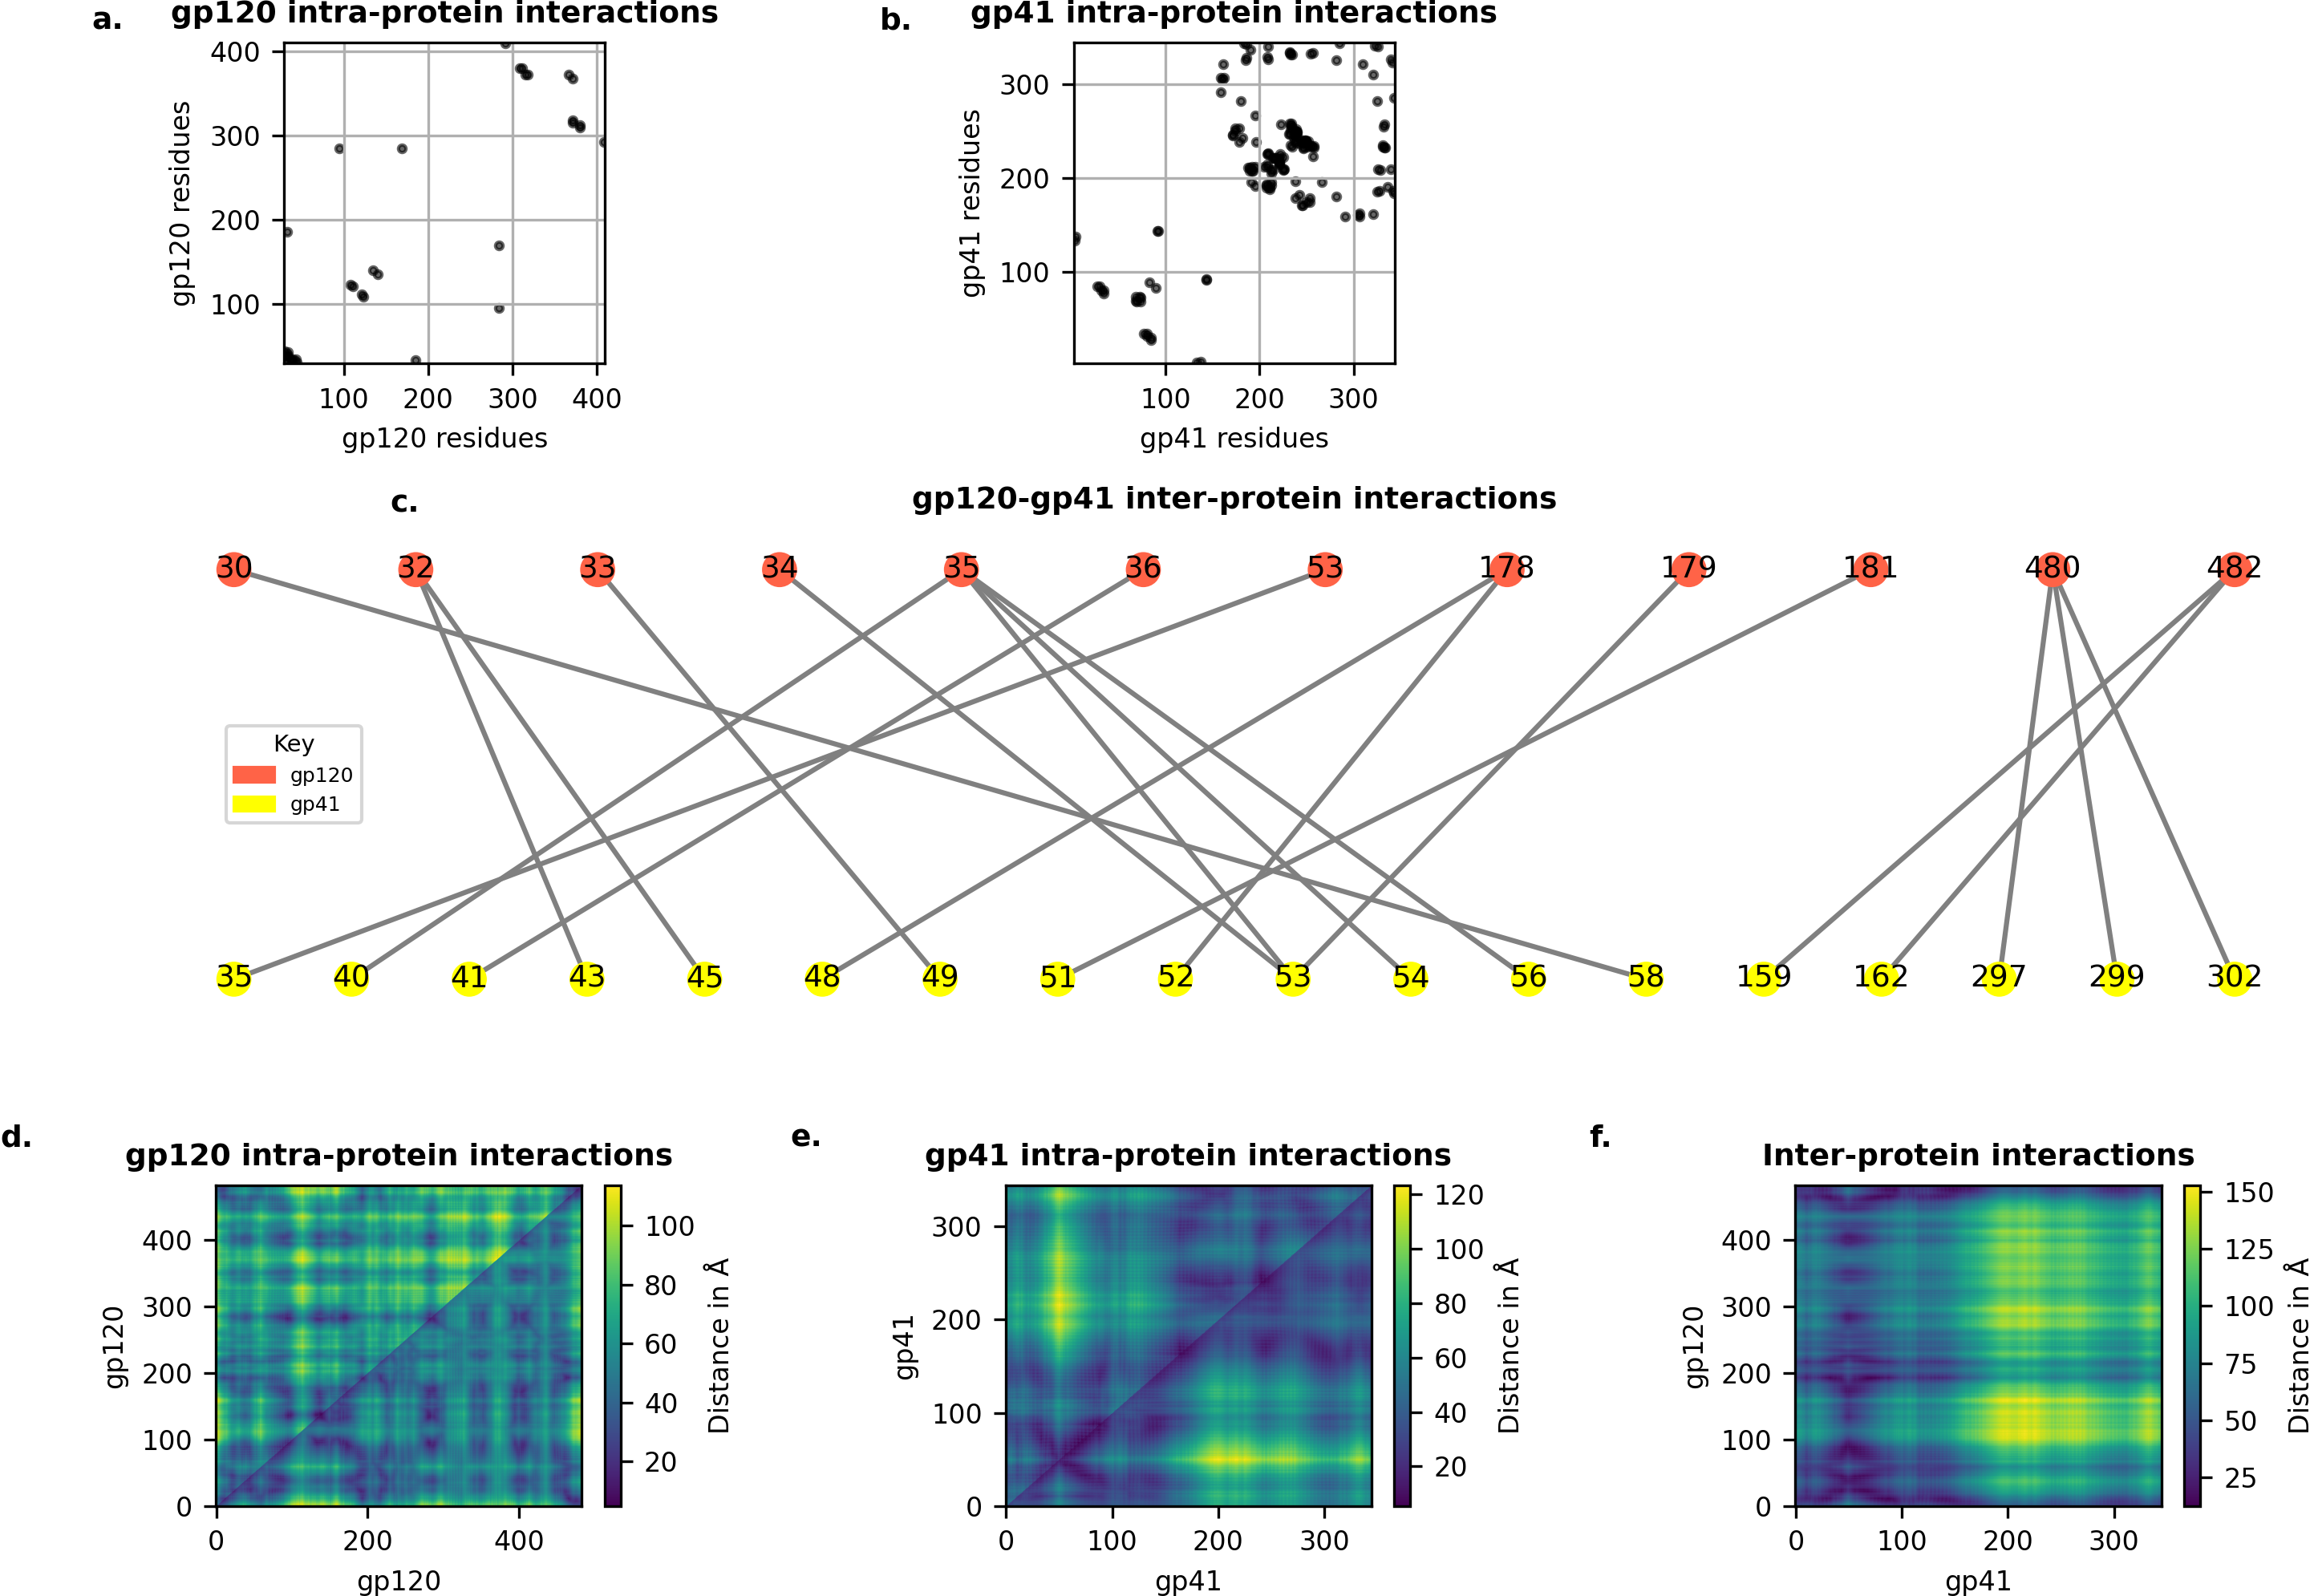 a.
gp120 intra-protein interactions
b.
gp41 intra-protein interactions
400
300
200
100
gp120 residues
100 200 300 400
gp120 residues
300
200
100
gp41 residues
100 200 300
gp41 residues
c.
gp120-gp41 inter-protein interactions
30 32 33 34 35 36 53 178 179 181 480 482
Key
gp120
gp41
35 40 41 43 45 48 49 51 52 53 54 56 58 159 162 297 299 302
d.
gp120 intra-protein interactions
400
300
200
100
0
gp120
0 200 400
gp120
100
80
60
40
20
Distance in Å
e.
gp41 intra-protein interactions
300
200
100
0
gp41
0 100 200 300
gp41
120
100
80
60
40
20
Distance in Å
f.
Inter-protein interactions
400
300
200
100
0
gp120
0 100 200 300
gp41
150
125
100
75
50
25
Distance in Å